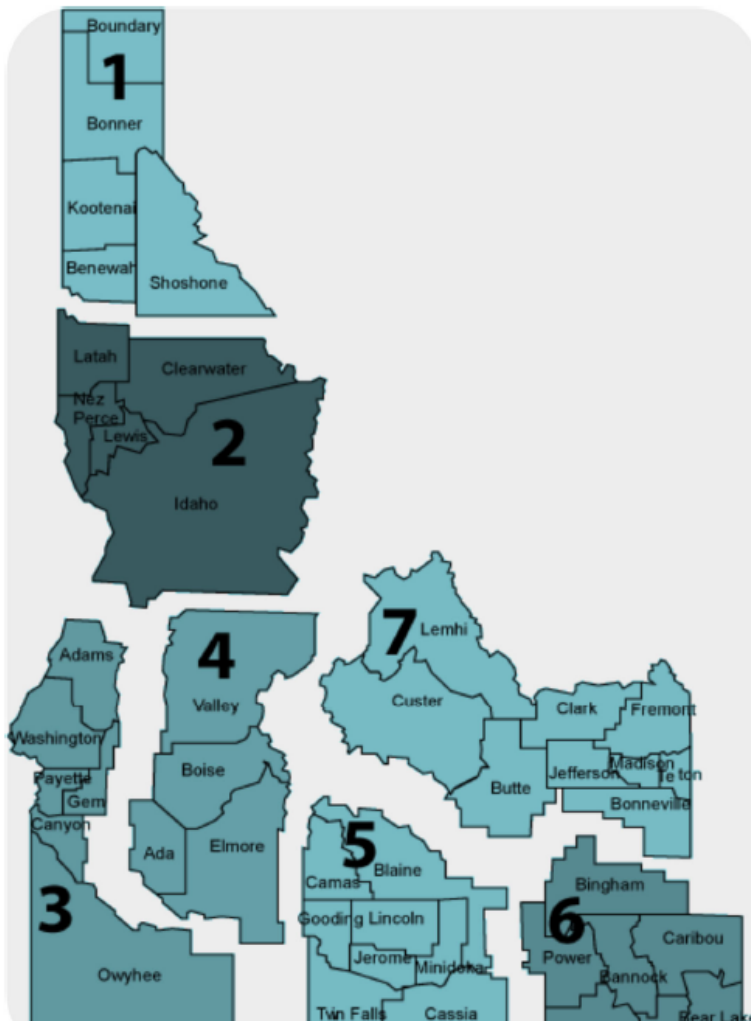 Boundary
1
Bonner
Kootenai
Benewah
Shoshone
Latah
Clearwater
Nez
Perce
Lewis
2
Idaho
Adams
Washington
Payette
Gem
Canyon
3
Owyhee
4
Valley
Boise
Ada
Elmore
7
Lemhi
Custer
Clark
Fremont
Jefferson
Madison
Teton
Butte
Bonneville
5
Blaine
Camas
Gooding
Lincoln
Jerome
Minidoka
Twin Falls
Cassia
Bingham
6
Power
Caribou
Bannock
Bear Lake